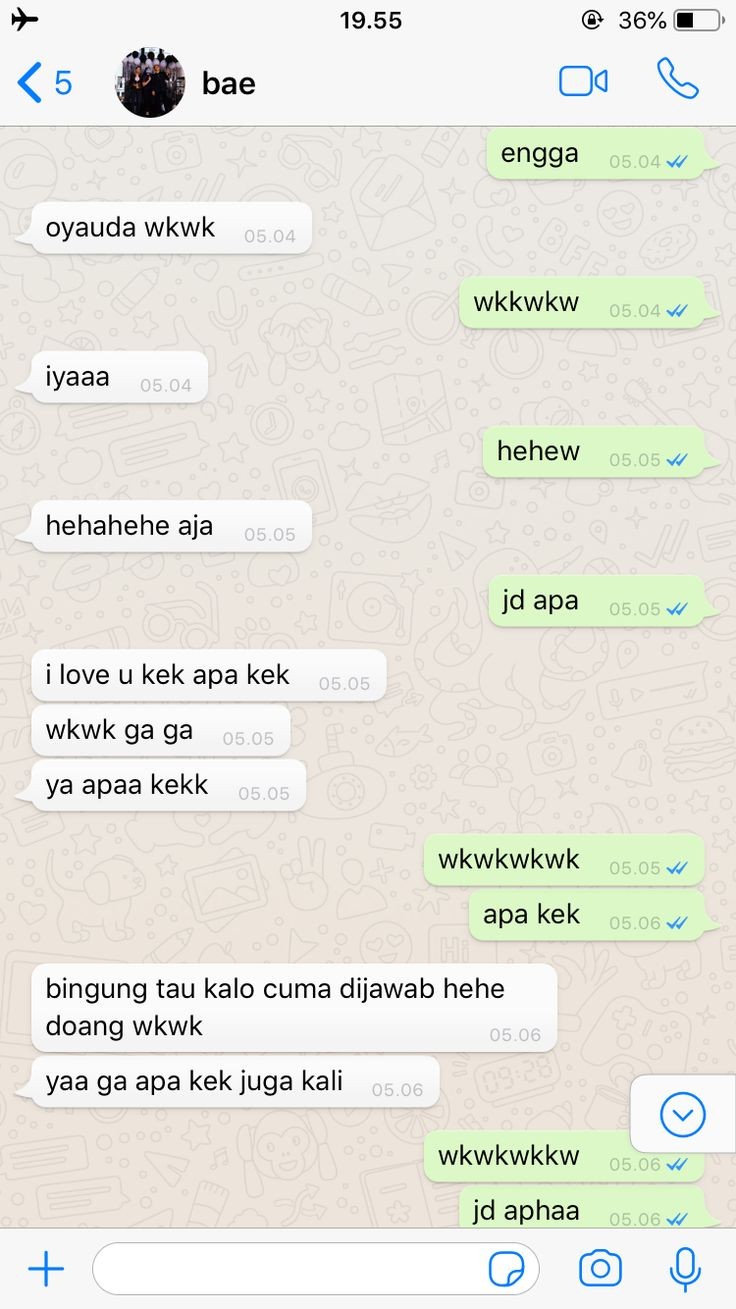 19.55
36%
5
bae
engga 05.04
oyauda wkwk 05.04
wkkwkw 05.04
iyaaa 05.04
hehew 05.05
hehahehe aja 05.05
jd apa 05.05
i love u kek apa kek 05.05
wkwk ga ga 05.05
ya apaa kekk 05.05
wkwkwkwk 05.05
apa kek 05.06
bingung tau kalo cuma dijawab hehe
doang wkwk 05.06
yaa ga apa kek juga kali 05.06
wkwkwkkw 05.06
jd aphaa 05.06